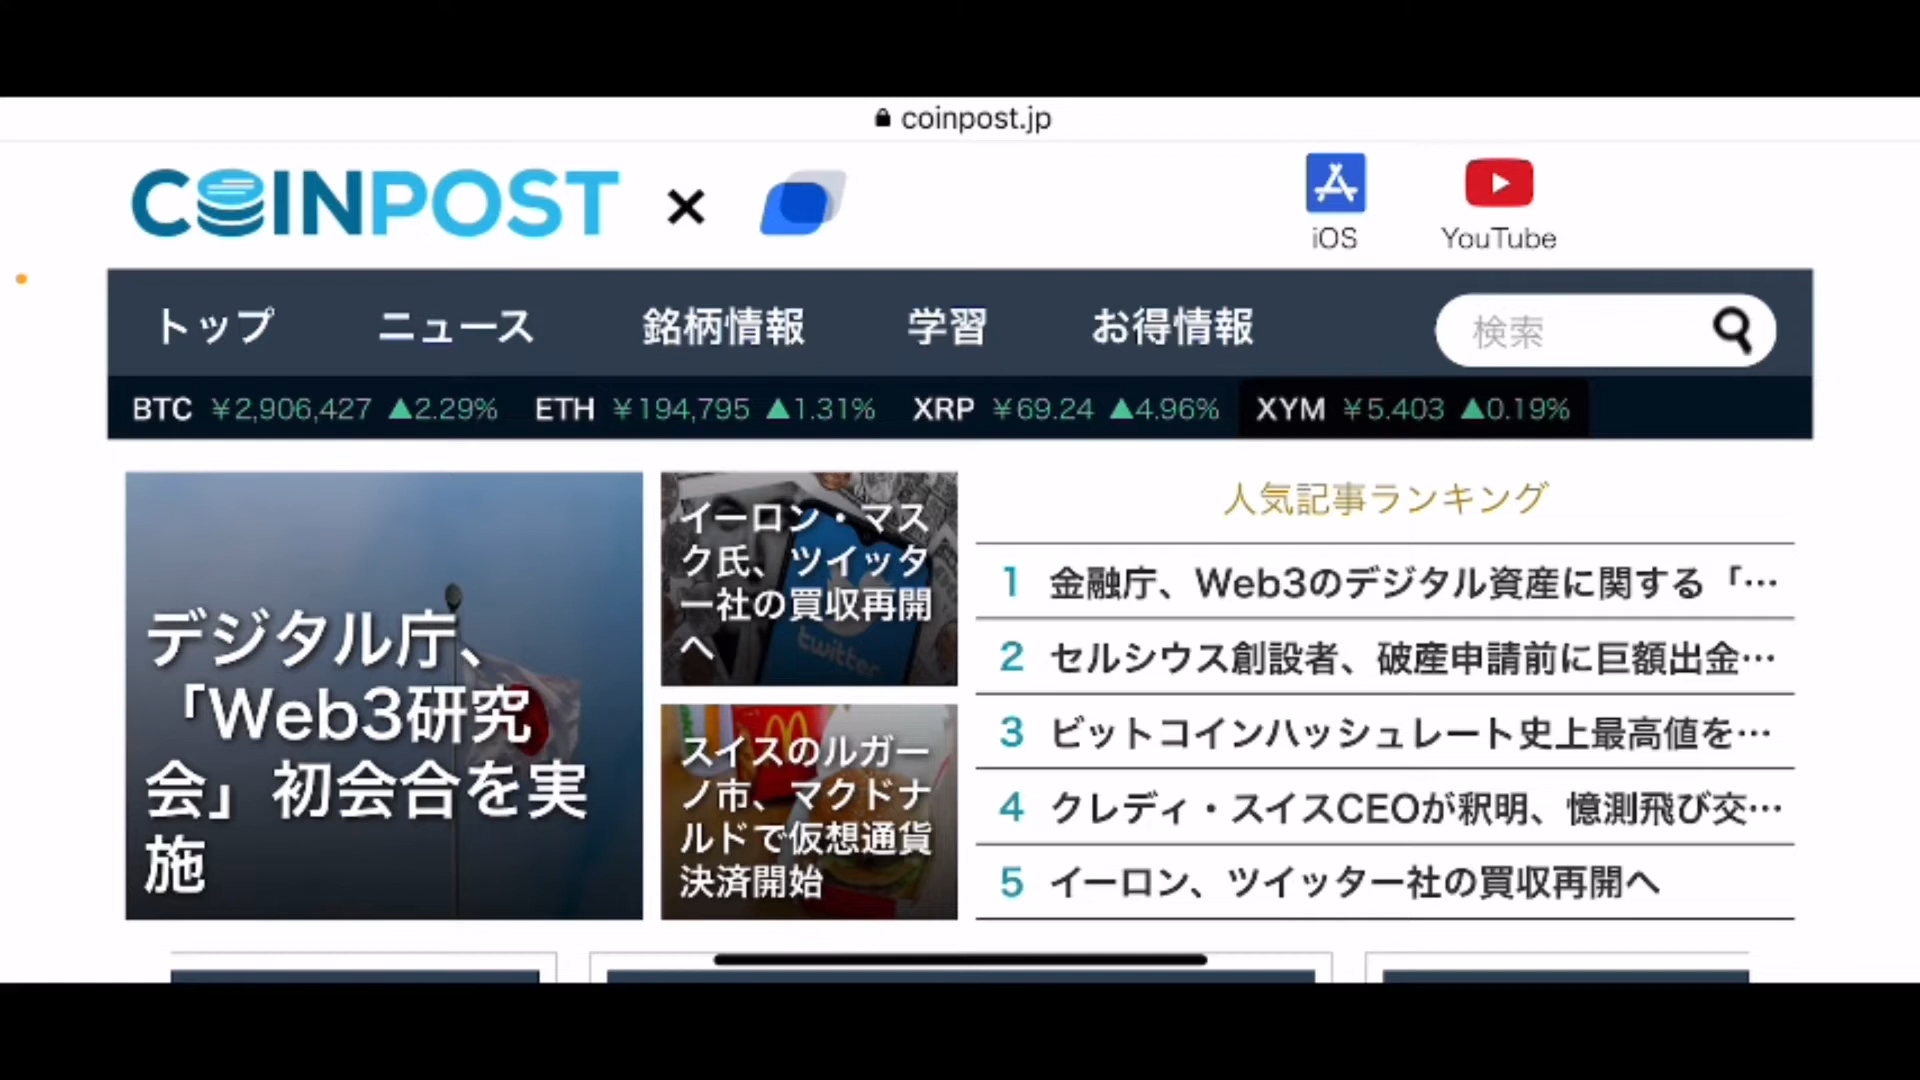 coinpost.jp
COINPOST ×
iOS
YouTube
トップ ニュース 銘柄情報 学習 お得情報 検索
BTC ¥2,906,427 ▲2.29% ETH ¥194,795 ▲1.31% XRP ¥69.24 ▲4.96% XYM ¥5.403 ▲0.19%
デジタル庁、
「Web3研究
会」初会合を実
施
イーロン・マス
ク氏、ツイッタ
ー社の買収再開
へ
twitter
スイスのルガー
ノ市、マクドナ
ルドで仮想通貨
決済開始
人気記事ランキング
1 金融庁、Web3のデジタル資産に関する「…
2 セルシウス創設者、破産申請前に巨額出金…
3 ビットコインハッシュレート史上最高値を…
4 クレディ・スイスCEOが釈明、憶測飛び交…
5 イーロン、ツイッター社の買収再開へ